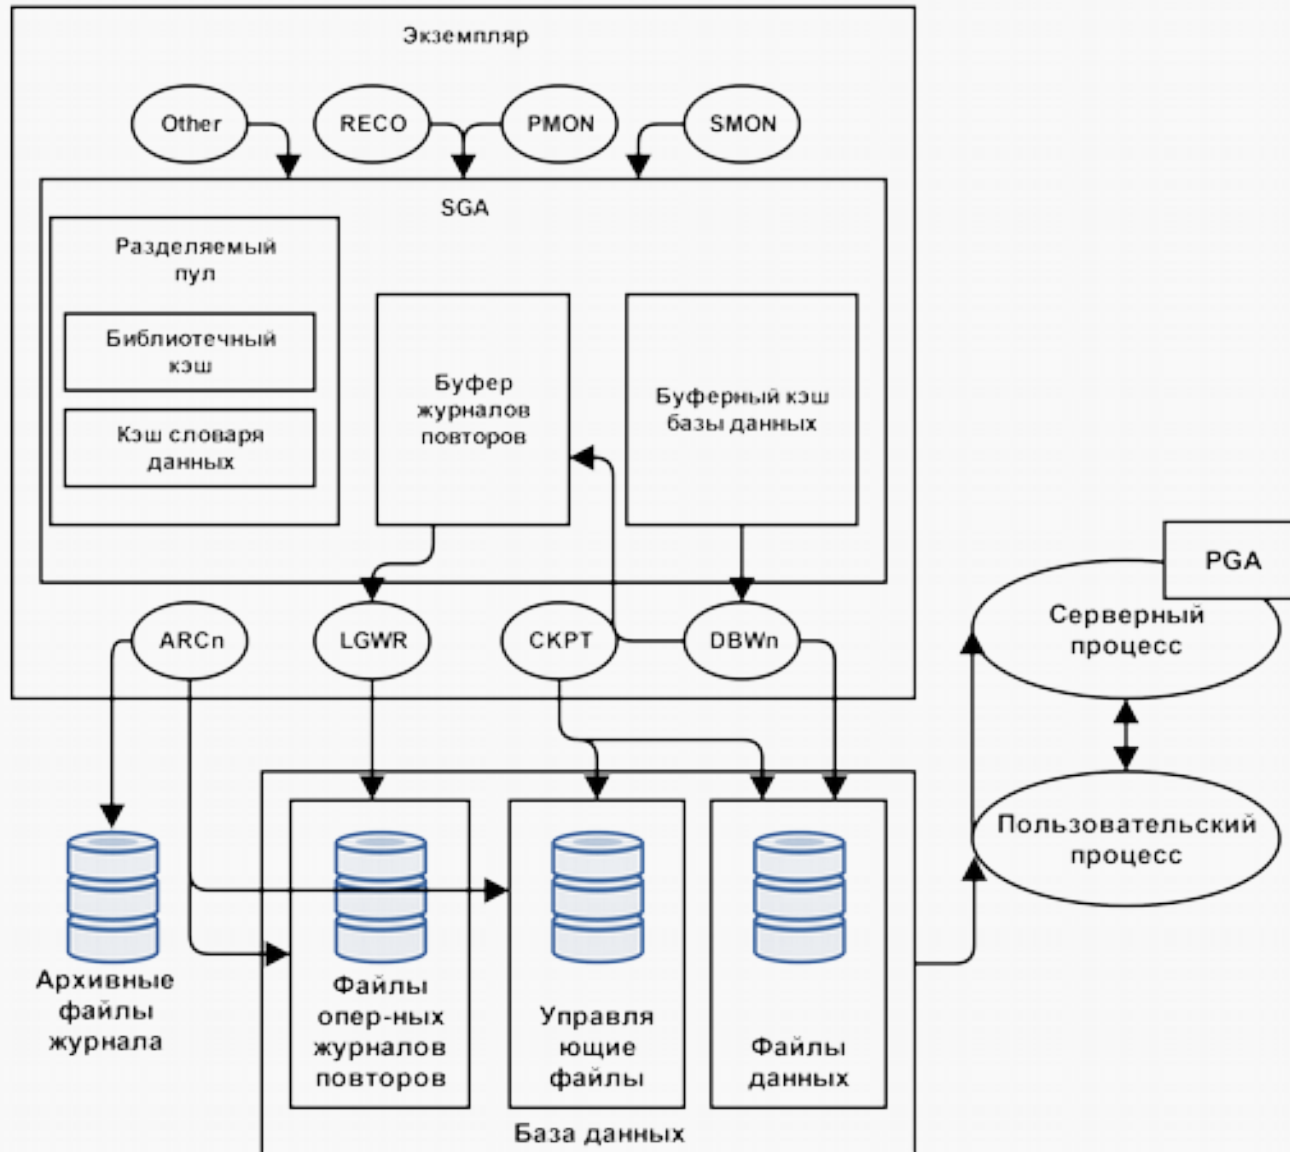 Экземпляр
Other
RECO
PMON
SMON
SGA
Разделяемый
пул
Библиотечный
кэш
Кэш словаря
данных
Буфер
журналов
повторов
Буферный кэш
базы данных
PGA
Серверный
процесс
ARCn
LGWR
CKPT
DBWn
Пользовательский
процесс
Архивные
файлы
журнала
Файлы
опер-ных
журналов
повторов
Управля
ющие
файлы
Файлы
данных
База данных